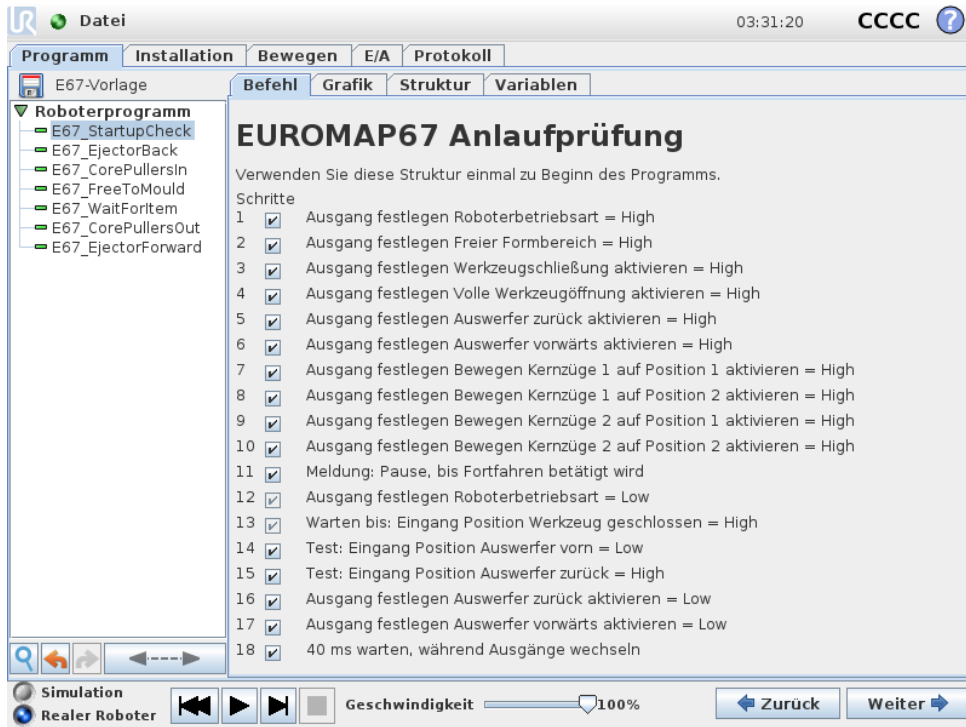 UR Datei 03:31:20 CCCC ?
Programm Installation Bewegen E/A Protokoll
E67-Vorlage
Befehl Grafik Struktur Variablen
Roboterprogramm
E67_StartupCheck
E67_EjectorBack
E67_CorePullersIn
E67_FreeToMould
E67_WaitForItem
E67_CorePullersOut
E67_EjectorForward
EUROMAP67 Anlaufprüfung
Verwenden Sie diese Struktur einmal zu Beginn des Programms.
Schritte
1 Ausgang festlegen Roboterbetriebsart = High
2 Ausgang festlegen Freier Formbereich = High
3 Ausgang festlegen Werkzeugschließung aktivieren = High
4 Ausgang festlegen Volle Werkzeugöffnung aktivieren = High
5 Ausgang festlegen Auswerfer zurück aktivieren = High
6 Ausgang festlegen Auswerfer vorwärts aktivieren = High
7 Ausgang festlegen Bewegen Kernzüge 1 auf Position 1 aktivieren = High
8 Ausgang festlegen Bewegen Kernzüge 1 auf Position 2 aktivieren = High
9 Ausgang festlegen Bewegen Kernzüge 2 auf Position 1 aktivieren = High
10 Ausgang festlegen Bewegen Kernzüge 2 auf Position 2 aktivieren = High
11 Meldung: Pause, bis Fortfahren betätigt wird
12 Ausgang festlegen Roboterbetriebsart = Low
13 Warten bis: Eingang Position Werkzeug geschlossen = High
14 Test: Eingang Position Auswerfer vorn = Low
15 Test: Eingang Position Auswerfer zurück = High
16 Ausgang festlegen Auswerfer zurück aktivieren = Low
17 Ausgang festlegen Auswerfer vorwärts aktivieren = Low
18 40 ms warten, während Ausgänge wechseln
Simulation
Realer Roboter
Geschwindigkeit 100%
Zurück Weiter